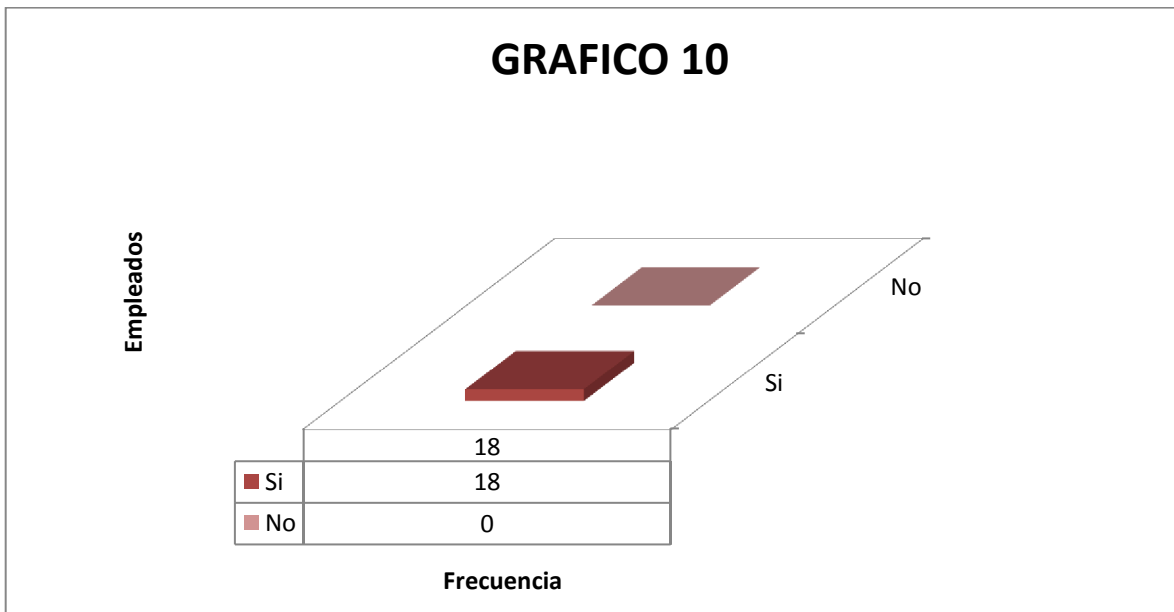 GRAFICO 10
Empleados
No
Si
18
Si 18
No 0
Frecuencia